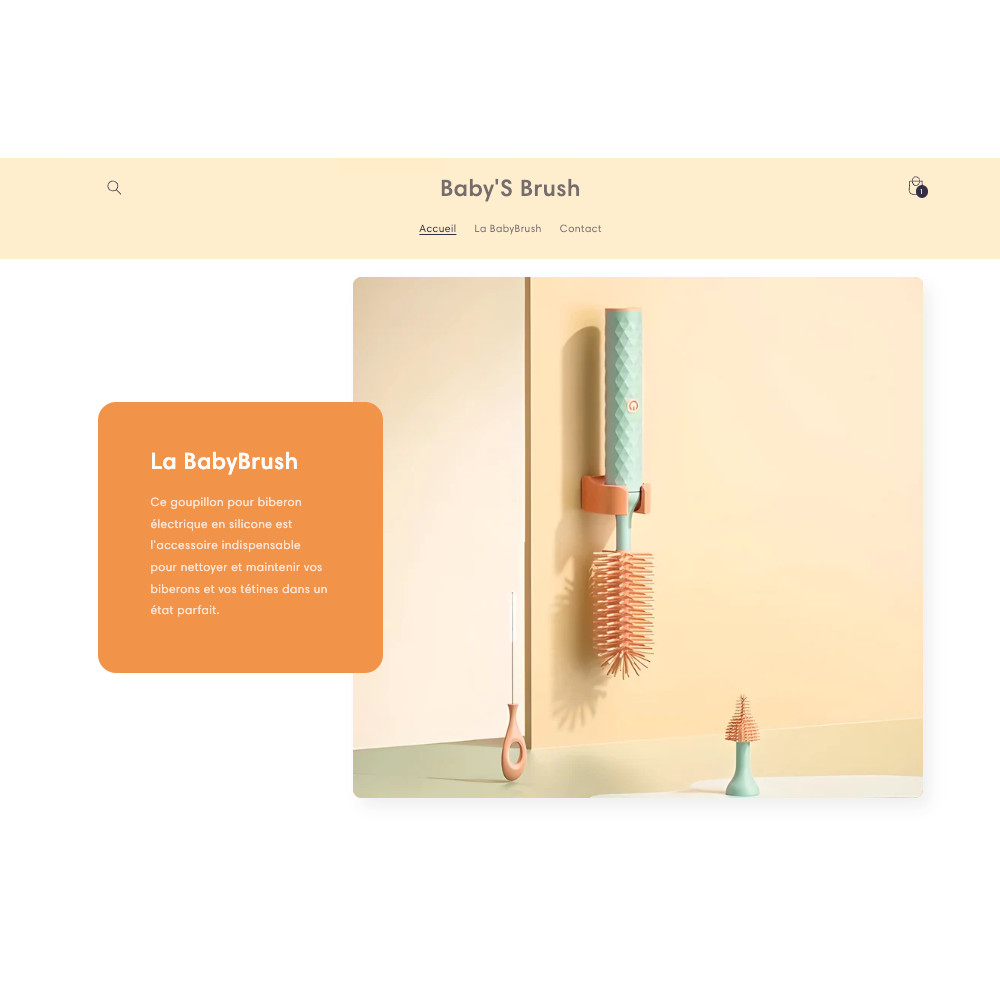 Baby'S Brush
1
Accueil La BabyBrush Contact
La BabyBrush
Ce goupillon pour biberon
électrique en silicone est
l'accessoire indispensable
pour nettoyer et maintenir vos
biberons et vos tétines dans un
état parfait.